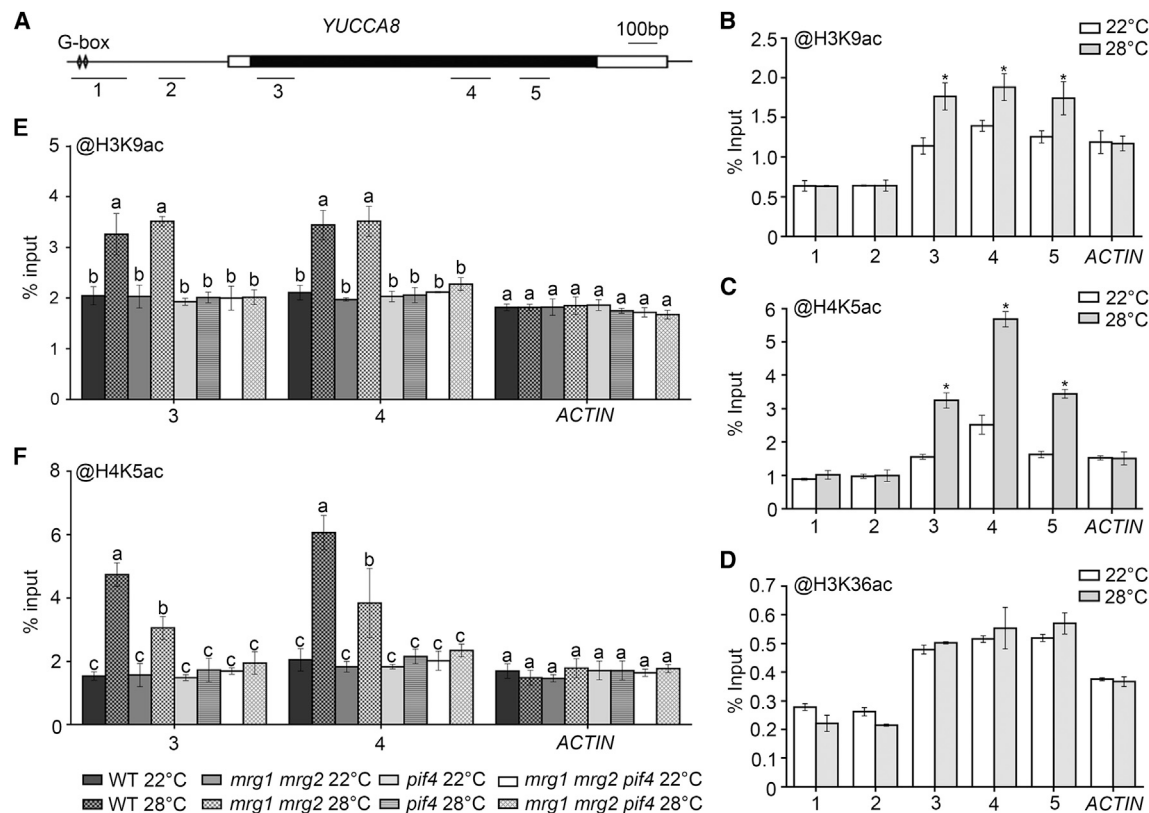 A
YUCCA8
G-box
100bp
1 2 3 4 5
B
@H3K9ac
22°C
28°C
% Input
2.5
2.0
1.5
1.0
0.5
0
* * *
1 2 3 4 5 ACTIN
E
@H3K9ac
% input
5
4
3
2
1
0
b a b a b b b b
b a b a b b b b
a a a a a a a a
3 4 ACTIN
C
@H4K5ac
22°C
28°C
% Input
6
5
4
3
2
1
0
* * *
1 2 3 4 5 ACTIN
F
@H4K5ac
% input
8
6
4
2
0
c a c b c c c c
c a c b c c c c
a a a a a a a a
3 4 ACTIN
D
@H3K36ac
22°C
28°C
% Input
0.7
0.6
0.5
0.4
0.3
0.2
0.1
0
1 2 3 4 5 ACTIN
WT 22°C mrg1 mrg2 22°C pif4 22°C mrg1 mrg2 pif4 22°C
WT 28°C mrg1 mrg2 28°C pif4 28°C mrg1 mrg2 pif4 28°C